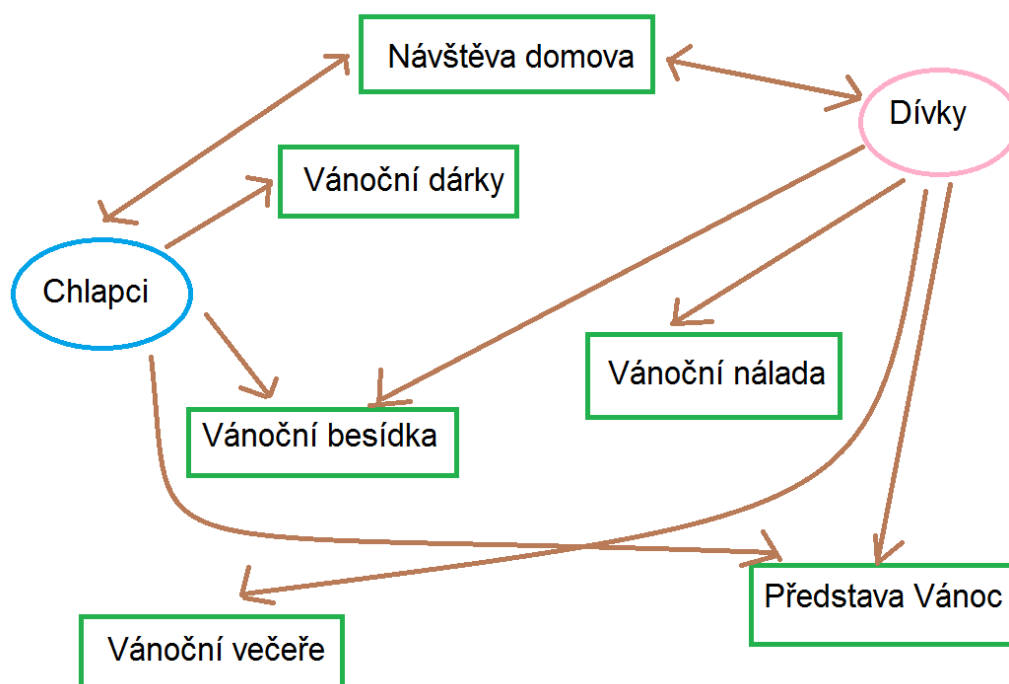 Návštěva domova
Dívky
Vánoční dárky
Chlapci
Vánoční nálada
Vánoční besídka
Představa Vánoc
Vánoční večeře